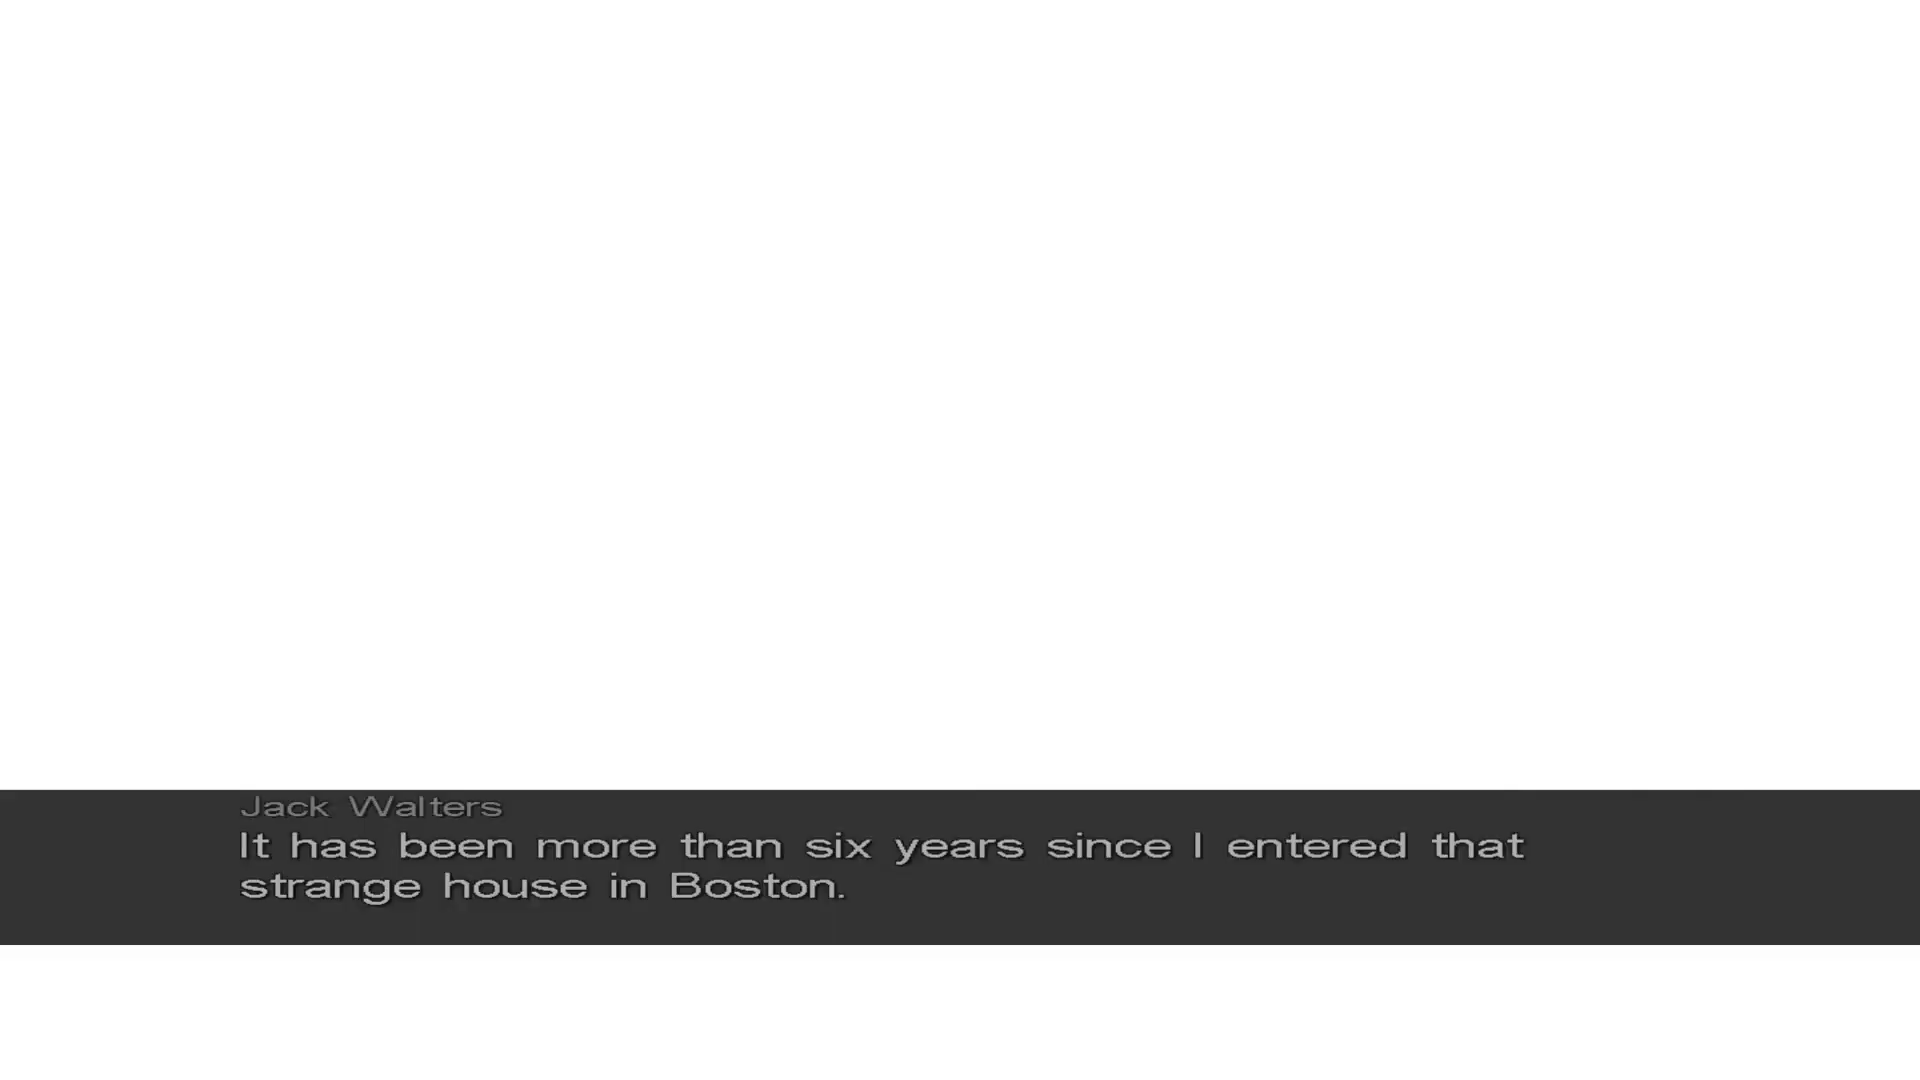 Jack Walters
It has been more than six years since I entered that
strange house in Boston.